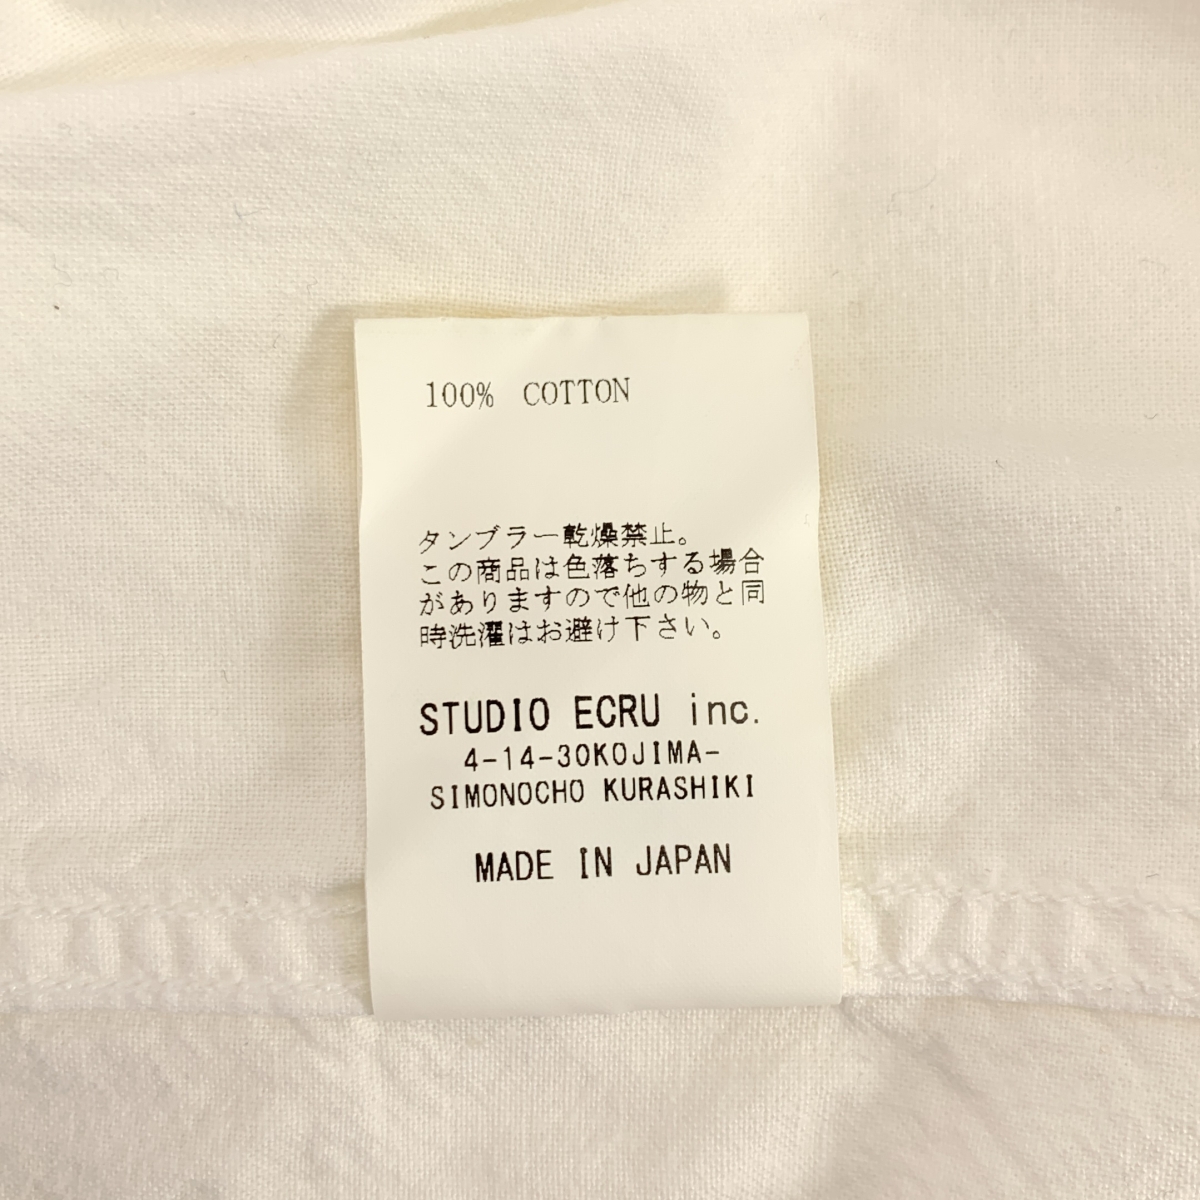 100% COTTON
タンブラー乾燥禁止。
この商品は色落ちする場合
がありますので他の物と同
時洗濯はお避け下さい。
STUDIO ECRU inc.
4-14-30KOJIMA-
SIMONOCHO KURASHIKI
MADE IN JAPAN